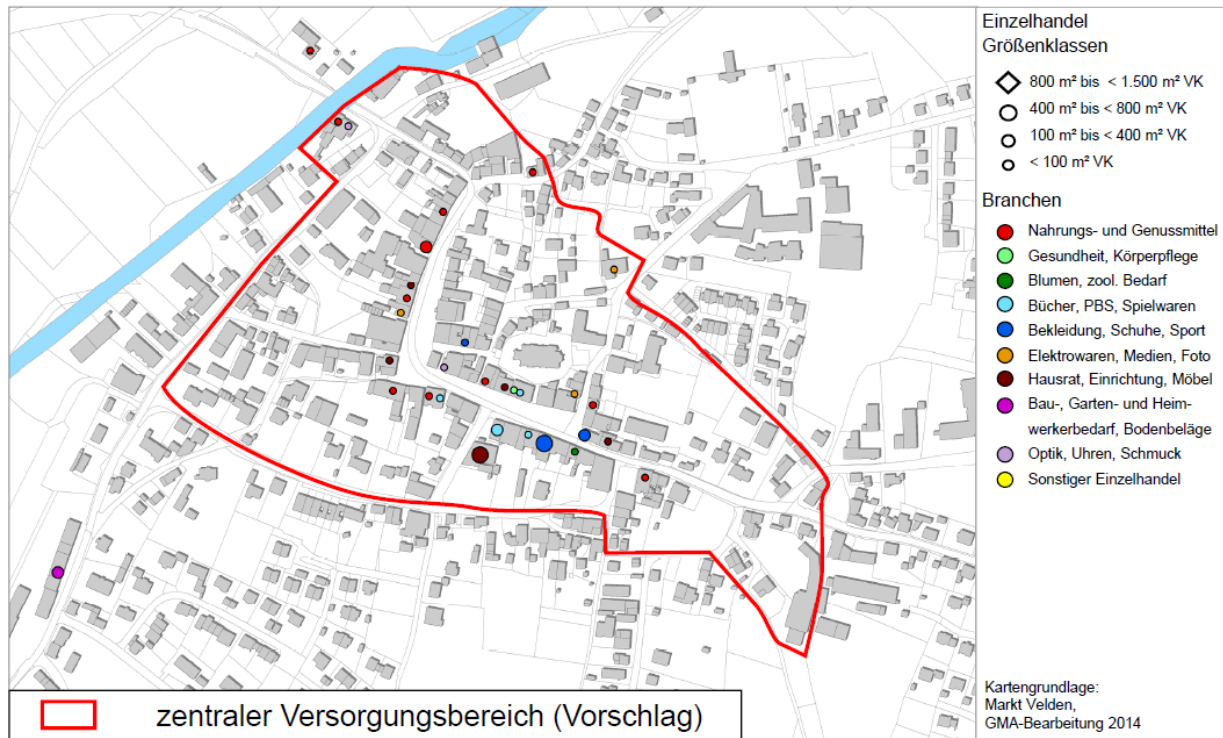 Einzelhandel
Größenklassen
800 m² bis < 1.500 m² VK
400 m² bis < 800 m² VK
100 m² bis < 400 m² VK
< 100 m² VK
Branchen
Nahrungs- und Genussmittel
Gesundheit, Körperpflege
Blumen, zool. Bedarf
Bücher, PBS, Spielwaren
Bekleidung, Schuhe, Sport
Elektrowaren, Medien, Foto
Hausrat, Einrichtung, Möbel
Bau-, Garten- und Heim-
werkerbedarf, Bodenbeläge
Optik, Uhren, Schmuck
Sonstiger Einzelhandel
Kartengrundlage:
Markt Velden,
GMA-Bearbeitung 2014
zentraler Versorgungsbereich (Vorschlag)